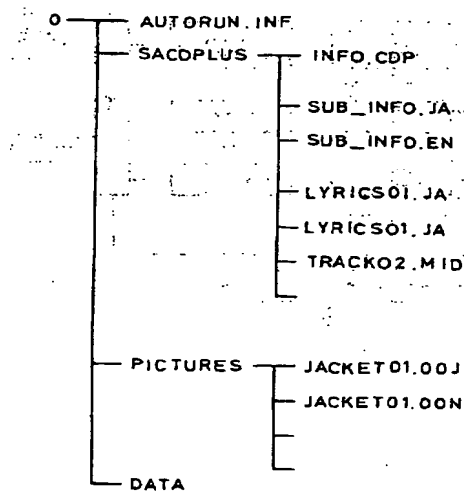 O
AUTORUN.INF
SACDPLUS
INFO.CDP
SUB_INFO.JA
SUB_INFO.EN
LYRICS01.JA
LYRICS01.JA
TRACK02.MID
PICTURES
JACKET01.00J
JACKET01.00N
DATA